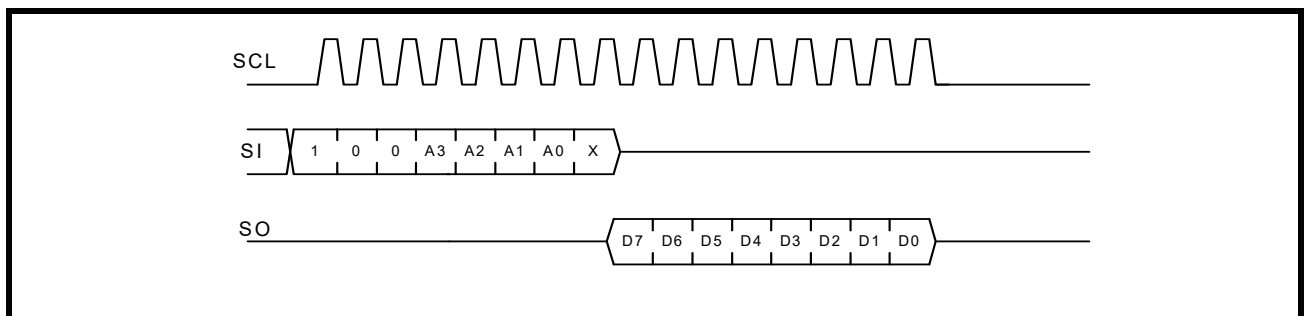 SCL
SI 1 0 0 A3 A2 A1 A0 X
SO D7 D6 D5 D4 D3 D2 D1 D0